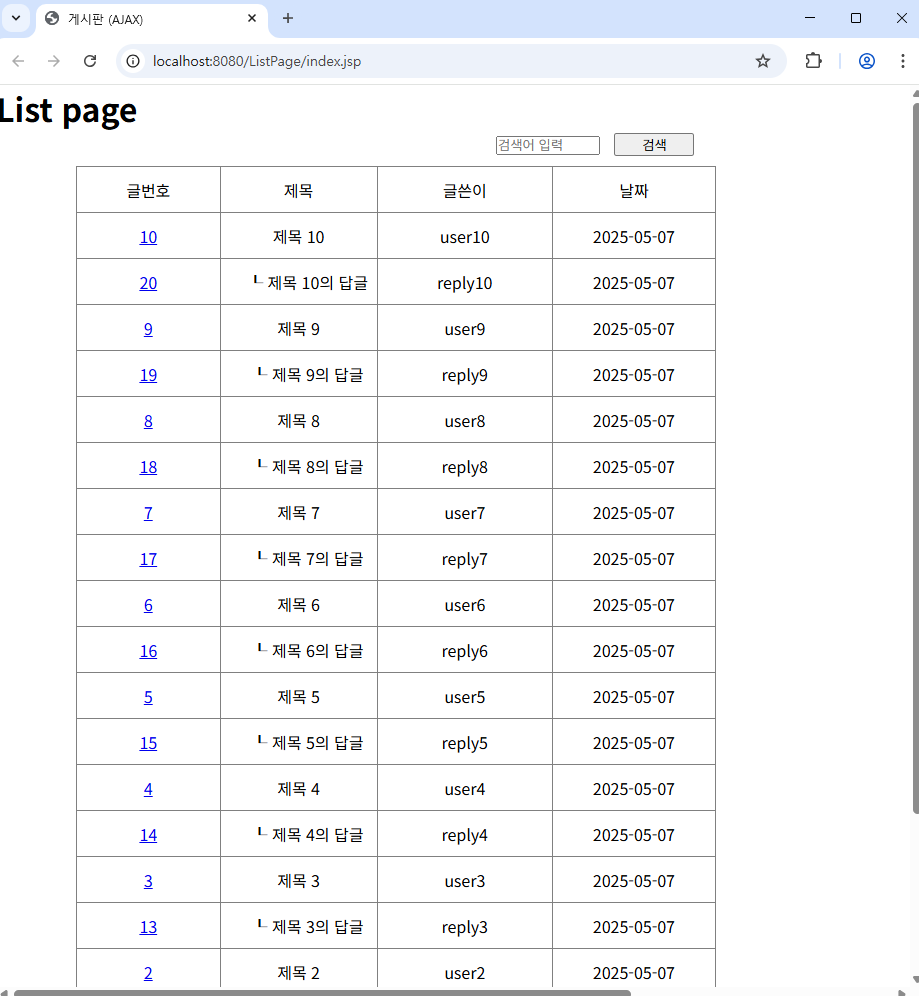 게시판 (AJAX)
localhost:8080/ListPage/index.jsp
List page
검색어 입력 검색
글번호 제목 글쓴이 날짜
10 제목 10 user10 2025-05-07
20 ┗ 제목 10의 답글 reply10 2025-05-07
9 제목 9 user9 2025-05-07
19 ┗ 제목 9의 답글 reply9 2025-05-07
8 제목 8 user8 2025-05-07
18 ┗ 제목 8의 답글 reply8 2025-05-07
7 제목 7 user7 2025-05-07
17 ┗ 제목 7의 답글 reply7 2025-05-07
6 제목 6 user6 2025-05-07
16 ┗ 제목 6의 답글 reply6 2025-05-07
5 제목 5 user5 2025-05-07
15 ┗ 제목 5의 답글 reply5 2025-05-07
4 제목 4 user4 2025-05-07
14 ┗ 제목 4의 답글 reply4 2025-05-07
3 제목 3 user3 2025-05-07
13 ┗ 제목 3의 답글 reply3 2025-05-07
2 제목 2 user2 2025-05-07